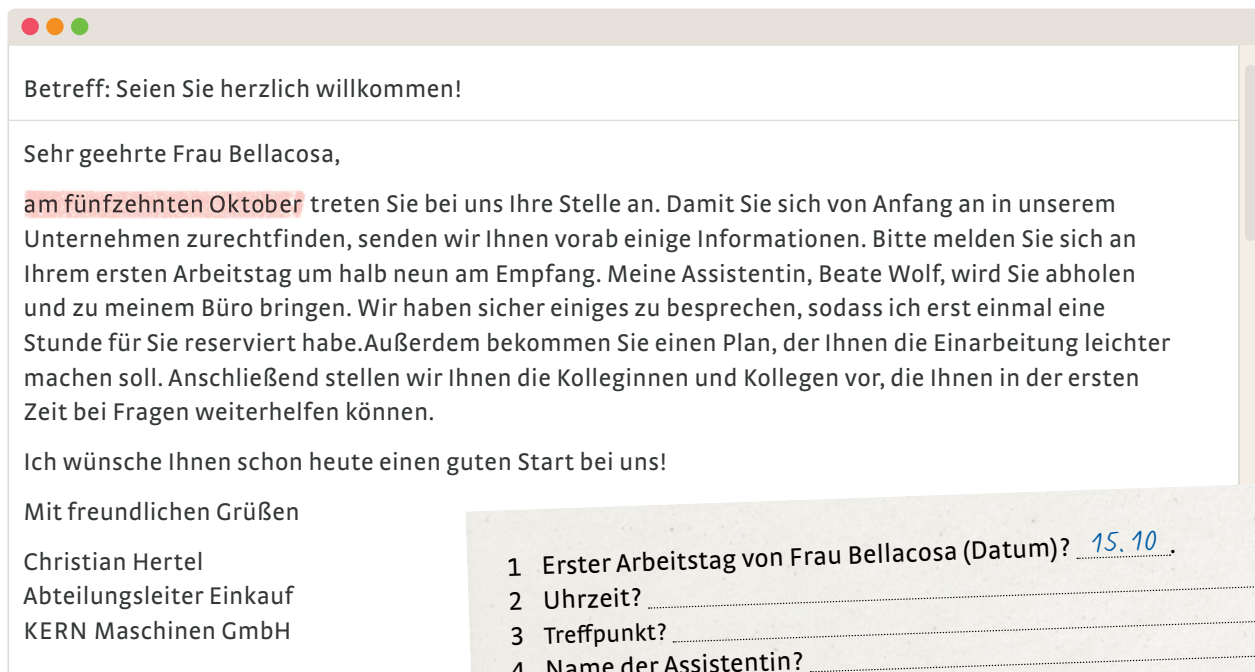 Betreff: Seien Sie herzlich willkommen!
Sehr geehrte Frau Bellacosa,
am fünfzehnten Oktober treten Sie bei uns Ihre Stelle an. Damit Sie sich von Anfang an in unserem
Unternehmen zurechtfinden, senden wir Ihnen vorab einige Informationen. Bitte melden Sie sich an
Ihrem ersten Arbeitstag um halb neun am Empfang. Meine Assistentin, Beate Wolf, wird Sie abholen
und zu meinem Büro bringen. Wir haben sicher einiges zu besprechen, sodass ich erst einmal eine
Stunde für Sie reserviert habe.Außerdem bekommen Sie einen Plan, der Ihnen die Einarbeitung leichter
machen soll. Anschließend stellen wir Ihnen die Kolleginnen und Kollegen vor, die Ihnen in der ersten
Zeit bei Fragen weiterhelfen können.
Ich wünsche Ihnen schon heute einen guten Start bei uns!
Mit freundlichen Grüßen
Christian Hertel
Abteilungsleiter Einkauf
KERN Maschinen GmbH
1 Erster Arbeitstag von Frau Bellacosa (Datum)? 15.10.
2 Uhrzeit?
3 Treffpunkt?
4 Name der Assistentin?